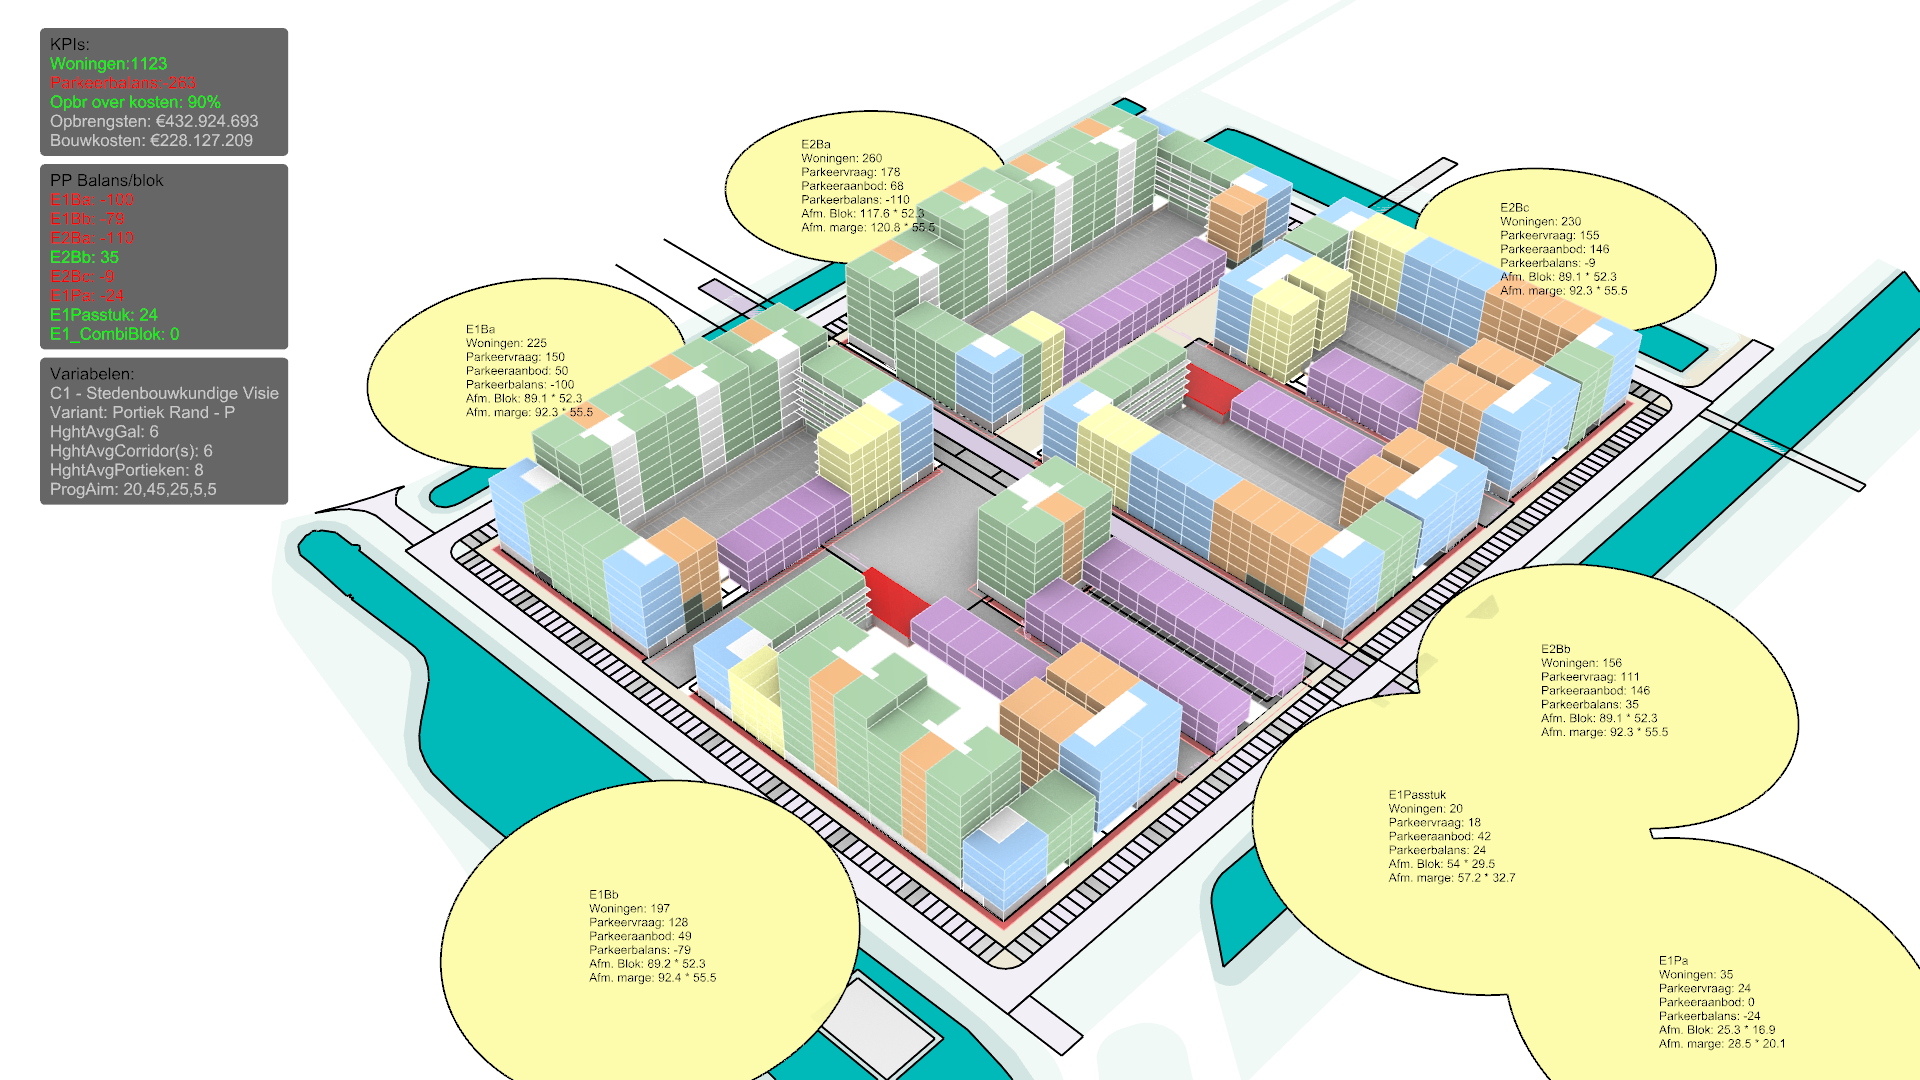 KPIs:
Woningen:1123
Parkeerbalans:-263
Opbr over kosten: 90%
Opbrengsten: €432.924.693
Bouwkosten: €228.127.209
PP Balans/blok
E1Ba: -100
E1Bb: -79
E2Ba: -110
E2Bb: 35
E2Bc: -9
E1Pa: -24
E1Passtuk: 24
E1_CombiBlok: 0
Variabelen:
C1 - Stedenbouwkundige Visie
Variant: Portiek Rand - P
HghtAvgGal: 6
HghtAvgCorridor(s): 6
HghtAvgPortieken: 8
ProgAim: 20,45,25,5,5
E2Ba
Woningen: 260
Parkeervraag: 178
Parkeeraanbod: 68
Parkeerbalans: -110
Afm. Blok: 117.6 * 52.3
Afm. marge: 120.8 * 55.5
E2Bc
Woningen: 230
Parkeervraag: 155
Parkeeraanbod: 146
Parkeerbalans: -9
Afm. Blok: 89.1 * 52.3
Afm. marge: 92.3 * 55.5
E1Ba
Woningen: 225
Parkeervraag: 150
Parkeeraanbod: 50
Parkeerbalans: -100
Afm. Blok: 89.1 * 52.3
Afm. marge: 92.3 * 55.5
E2Bb
Woningen: 156
Parkeervraag: 111
Parkeeraanbod: 146
Parkeerbalans: 35
Afm. Blok: 89.1 * 52.3
Afm. marge: 92.3 * 55.5
E1Passtuk
Woningen: 20
Parkeervraag: 18
Parkeeraanbod: 42
Parkeerbalans: 24
Afm. Blok: 54 * 29.5
Afm. marge: 57.2 * 32.7
E1Bb
Woningen: 197
Parkeervraag: 128
Parkeeraanbod: 49
Parkeerbalans: -79
Afm. Blok: 89.2 * 52.3
Afm. marge: 92.4 * 55.5
E1Pa
Woningen: 35
Parkeervraag: 24
Parkeeraanbod: 0
Parkeerbalans: -24
Afm. Blok: 25.3 * 16.9
Afm. marge: 28.5 * 20.1